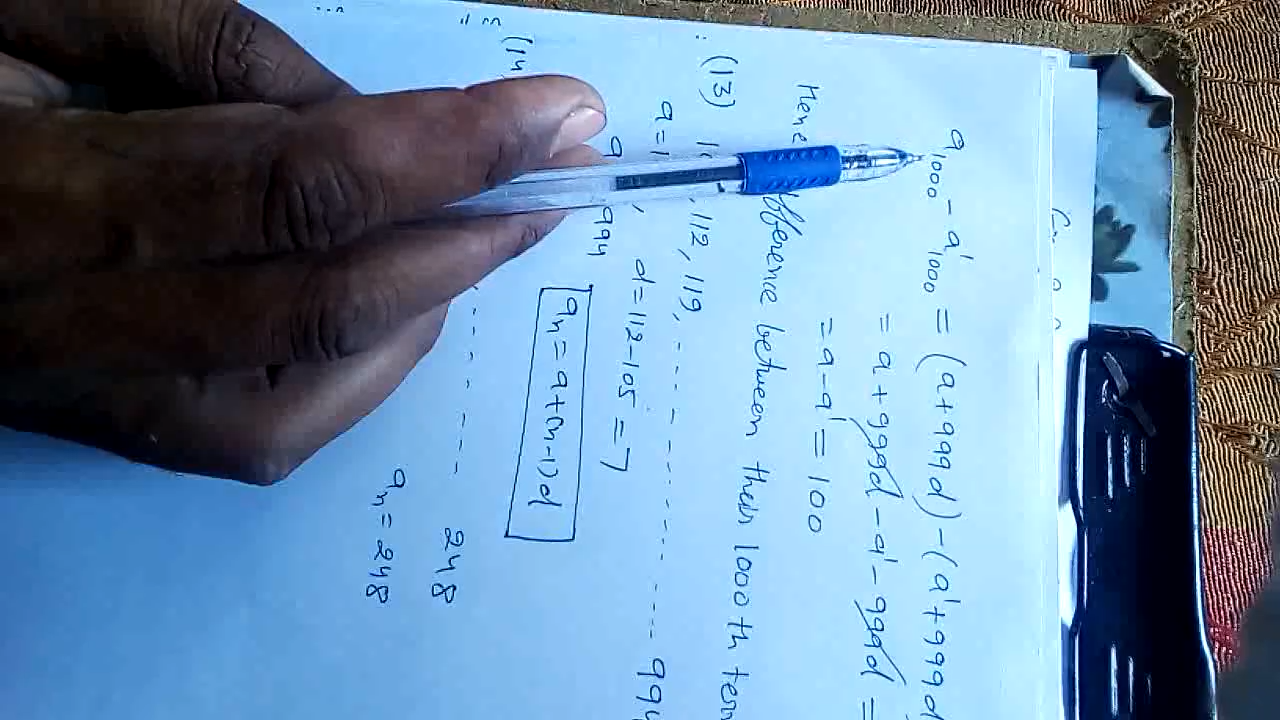 a1000 - a'1000 = (a+999d) - (a'+999d
= a + 999d - a' - 999d =
= a - a' = 100
Hence difference between their 1000th term
(13) 112, 119, ---- 994
a = , d = 112-105 = 7
994
an = a+(n-1)d
(14
---- 248
an = 248